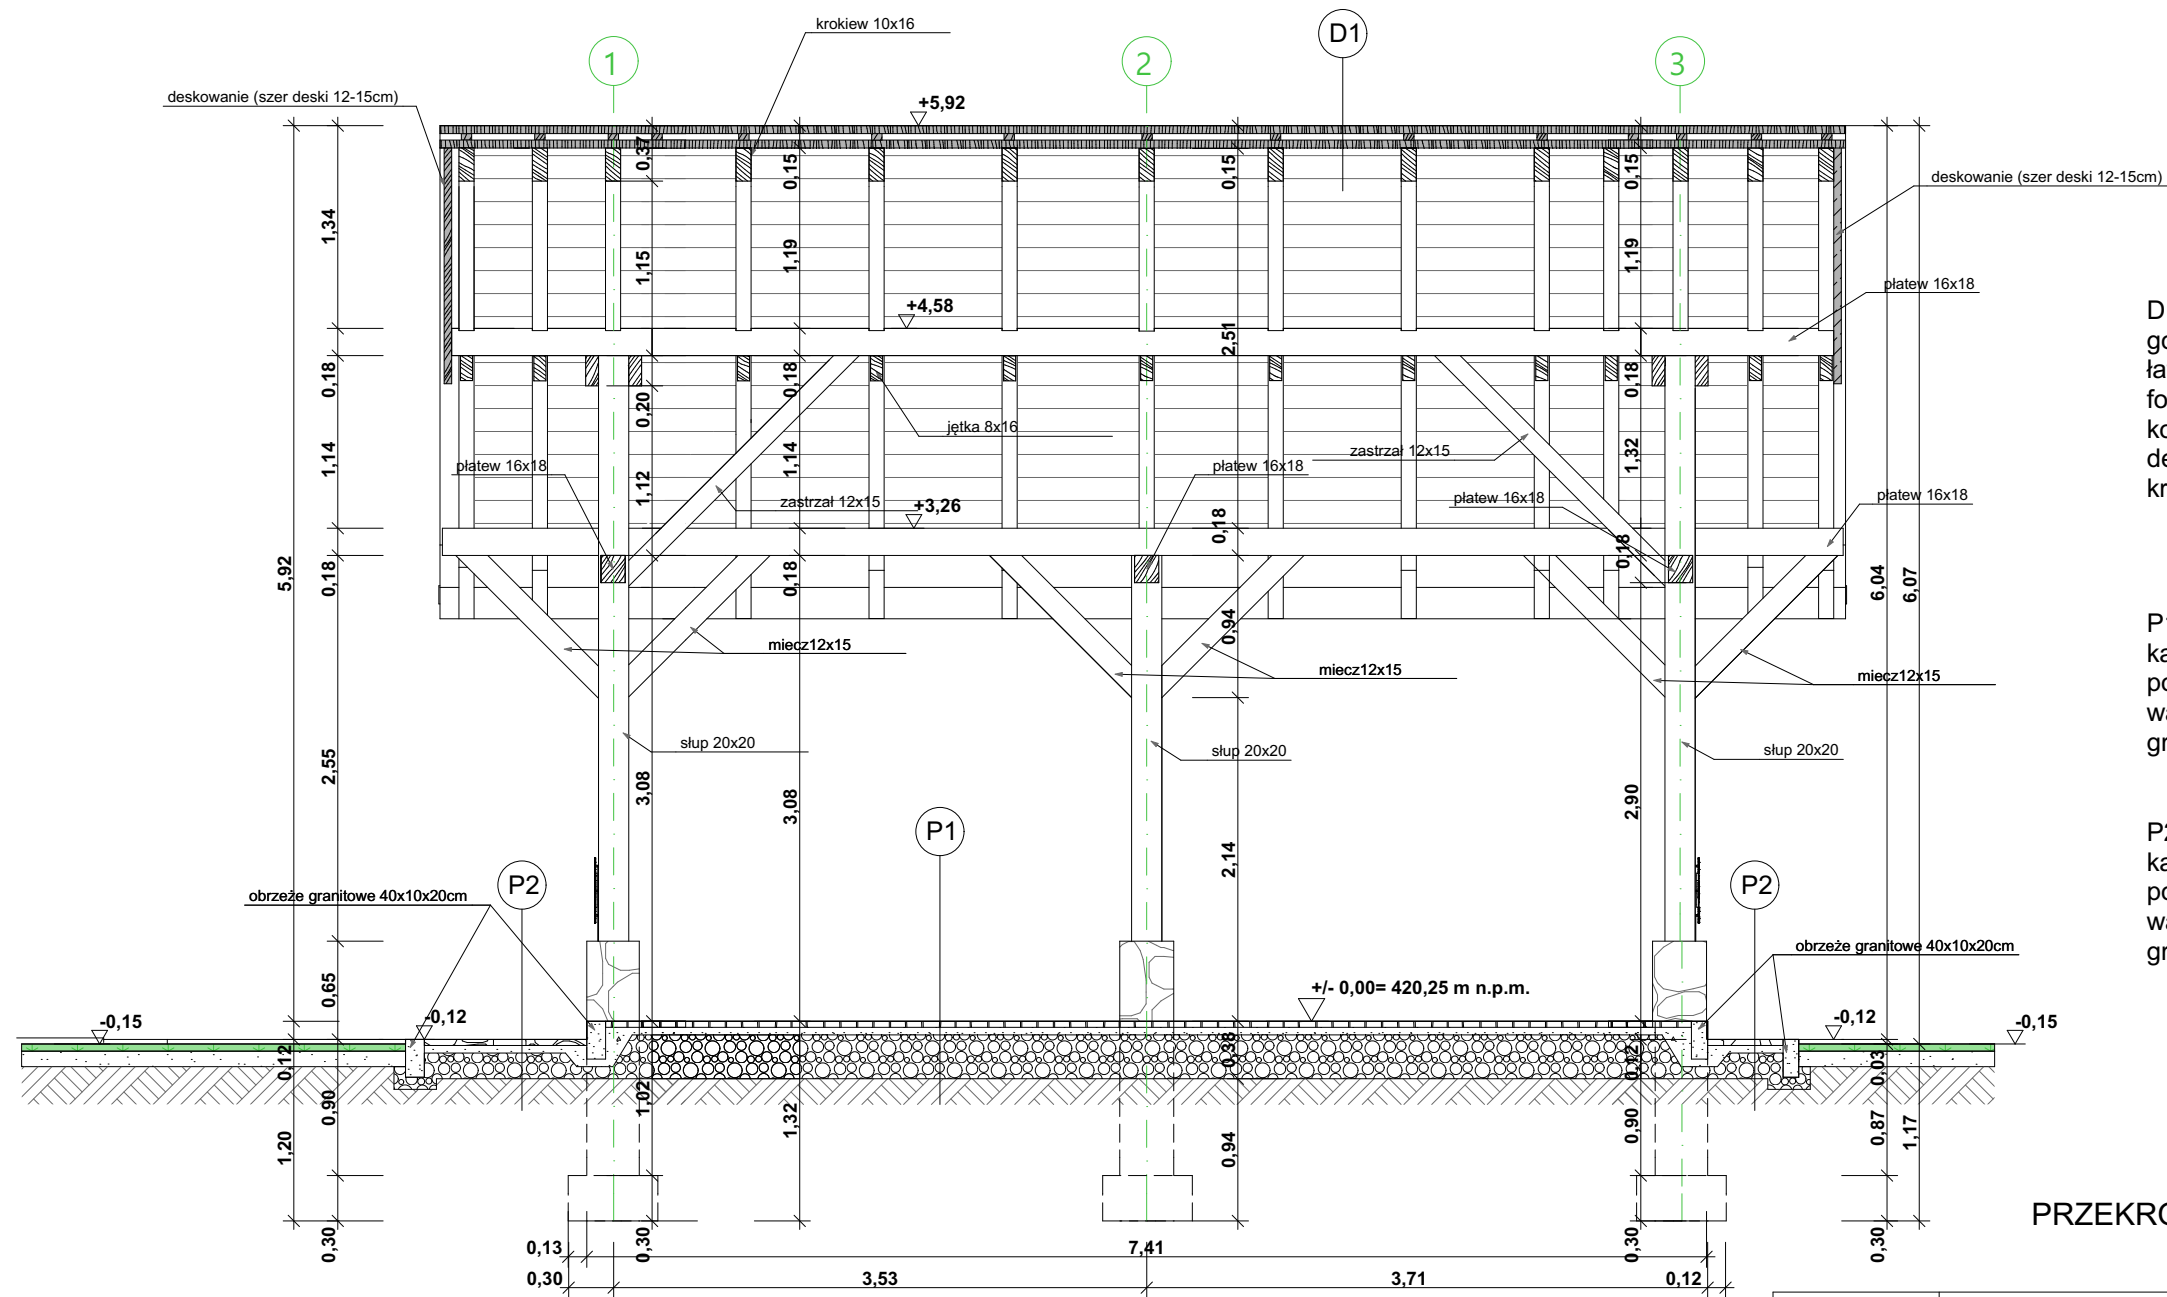 krokiew 10x16
D1
1
2
3
deskowanie (szer deski 12-15cm)
+5,92
0,37
0,15
0,15
0,15
deskowanie (szer deski 12-15cm)
1,34
1,15
1,19
1,19
płatew 16x18
+4,58
2,51
0,18
0,20
0,18
0,18
jętka 8x16
zastrzał 12x15
1,14
1,12
1,14
1,32
płatew 16x18
płatew 16x18
płatew 16x18
płatew 16x18
zastrzał 12x15
+3,26
0,18
0,18
5,92
0,18
0,18
6,04
6,07
0,94
miecz12x15
miecz12x15
miecz12x15
słup 20x20
słup 20x20
słup 20x20
2,55
3,08
3,08
2,90
P1
2,14
P2
P2
obrzeże granitowe 40x10x20cm
obrzeże granitowe 40x10x20cm
0,65
+/- 0,00= 420,25 m n.p.m.
-0,15
-0,12
-0,12
-0,15
0,12
0,38
0,12
0,03
0,90
1,02
1,32
0,90
0,87
1,17
1,20
0,94
PRZEKRO
0,30
0,13
0,30
7,41
0,30
0,30
0,30
3,53
3,71
0,12